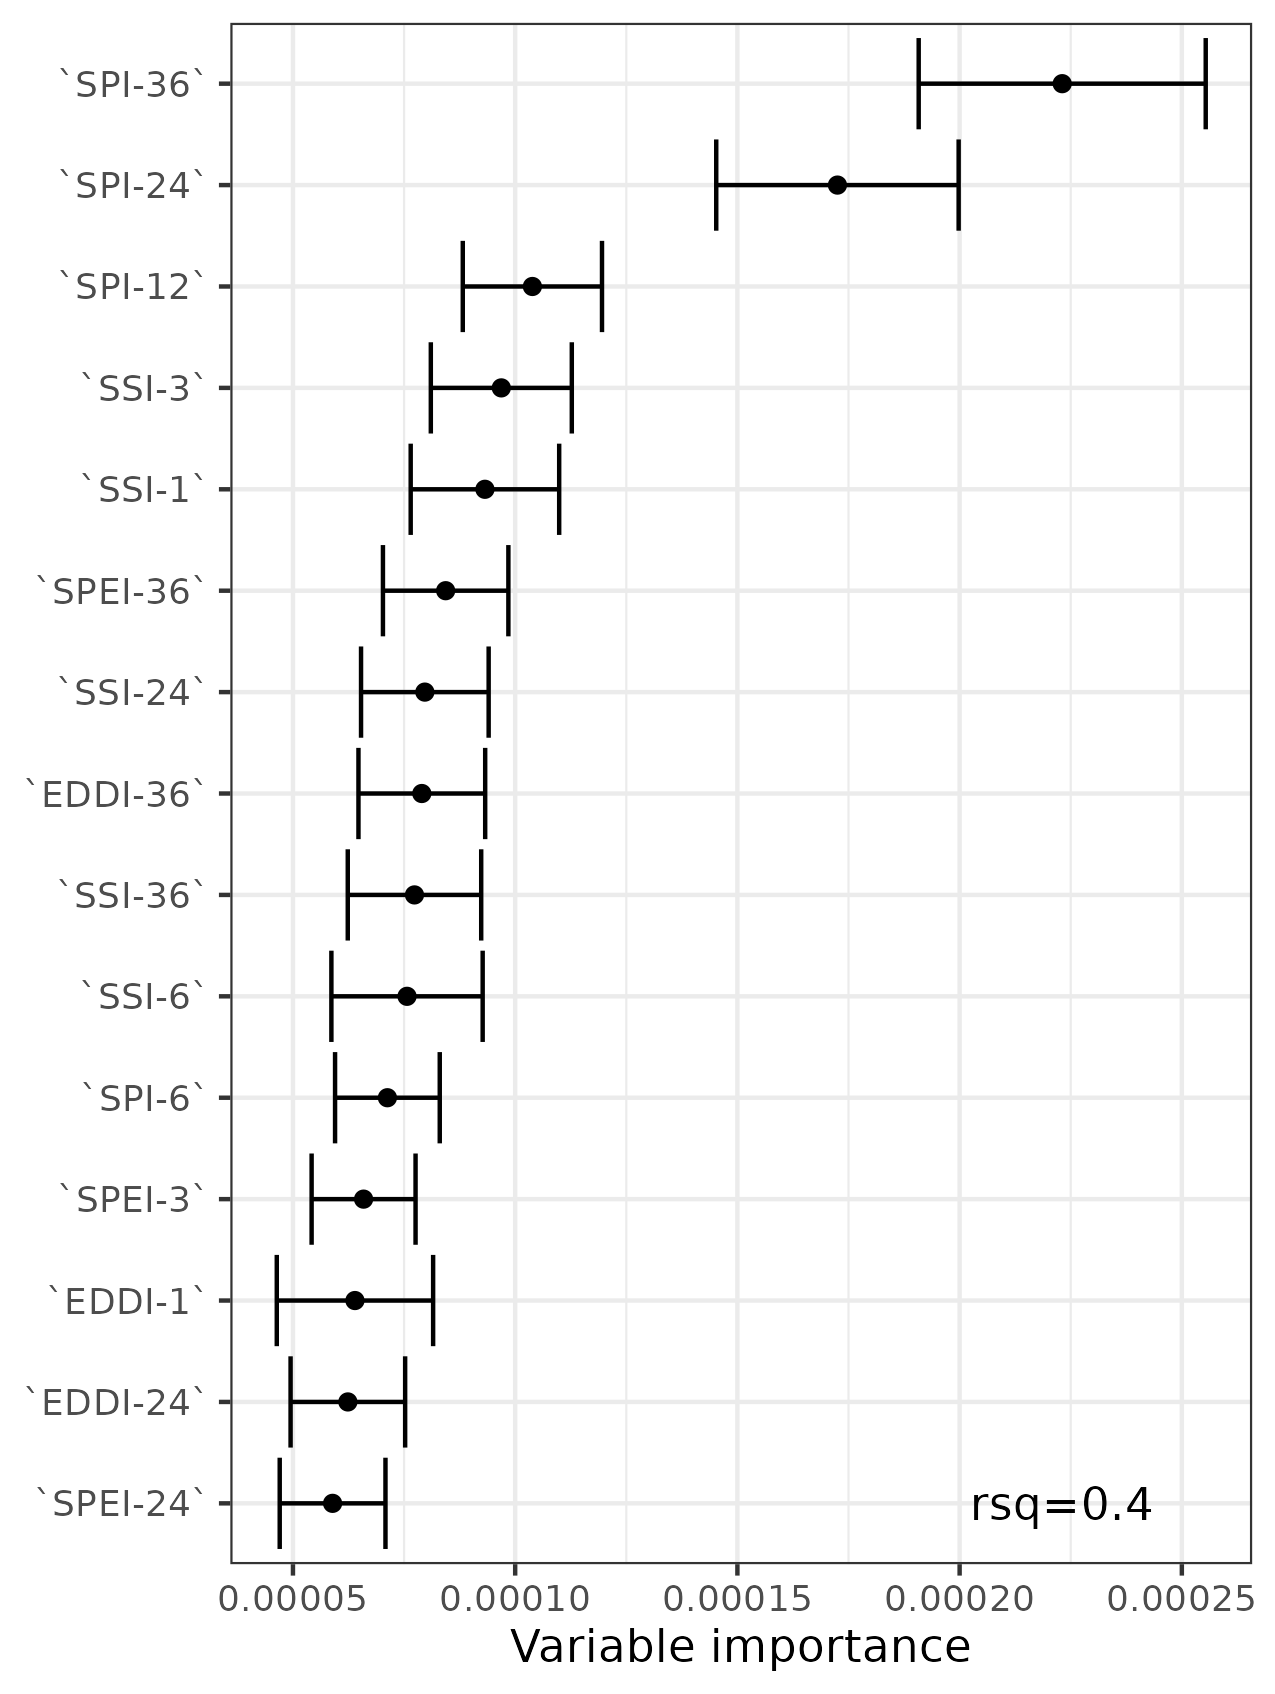 `SPI-36`
`SPI-24`
`SPI-12`
`SSI-3`
`SSI-1`
`SPEI-36`
`SSI-24`
`EDDI-36`
`SSI-36`
`SSI-6`
`SPI-6`
`SPEI-3`
`EDDI-1`
`EDDI-24`
`SPEI-24`
rsq=0.4
0.00005 0.00010 0.00015 0.00020 0.00025
Variable importance